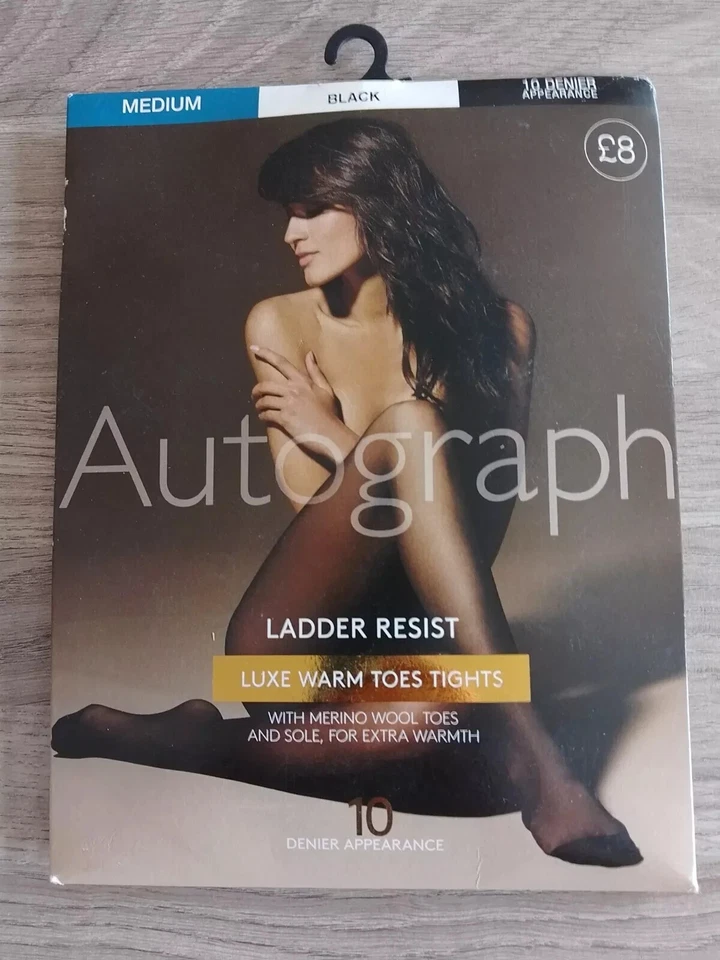 MEDIUM
BLACK
10 DENIER
APPEARANCE
£8
Autograph
LADDER RESIST
LUXE WARM TOES TIGHTS
WITH MERINO WOOL TOES
AND SOLE, FOR EXTRA WARMTH
10
DENIER APPEARANCE